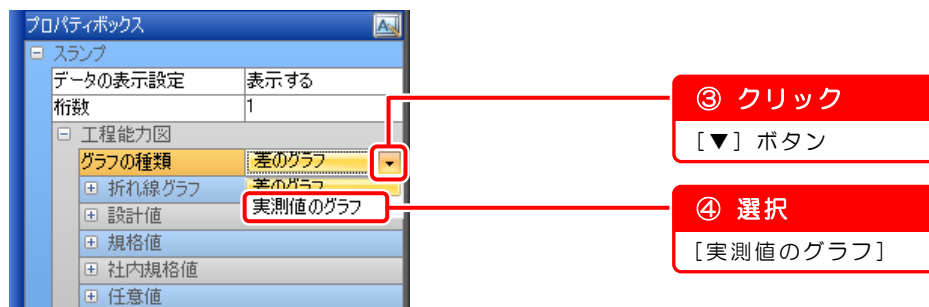 プロパティボックス
スランプ
データの表示設定 表示する
桁数 1
工程能力図
グラフの種類 差のグラフ
折れ線グラフ 差のグラフ
設計値 実測値のグラフ
規格値
社内規格値
任意値
③ クリック
[▼] ボタン
④ 選択
[実測値のグラフ]